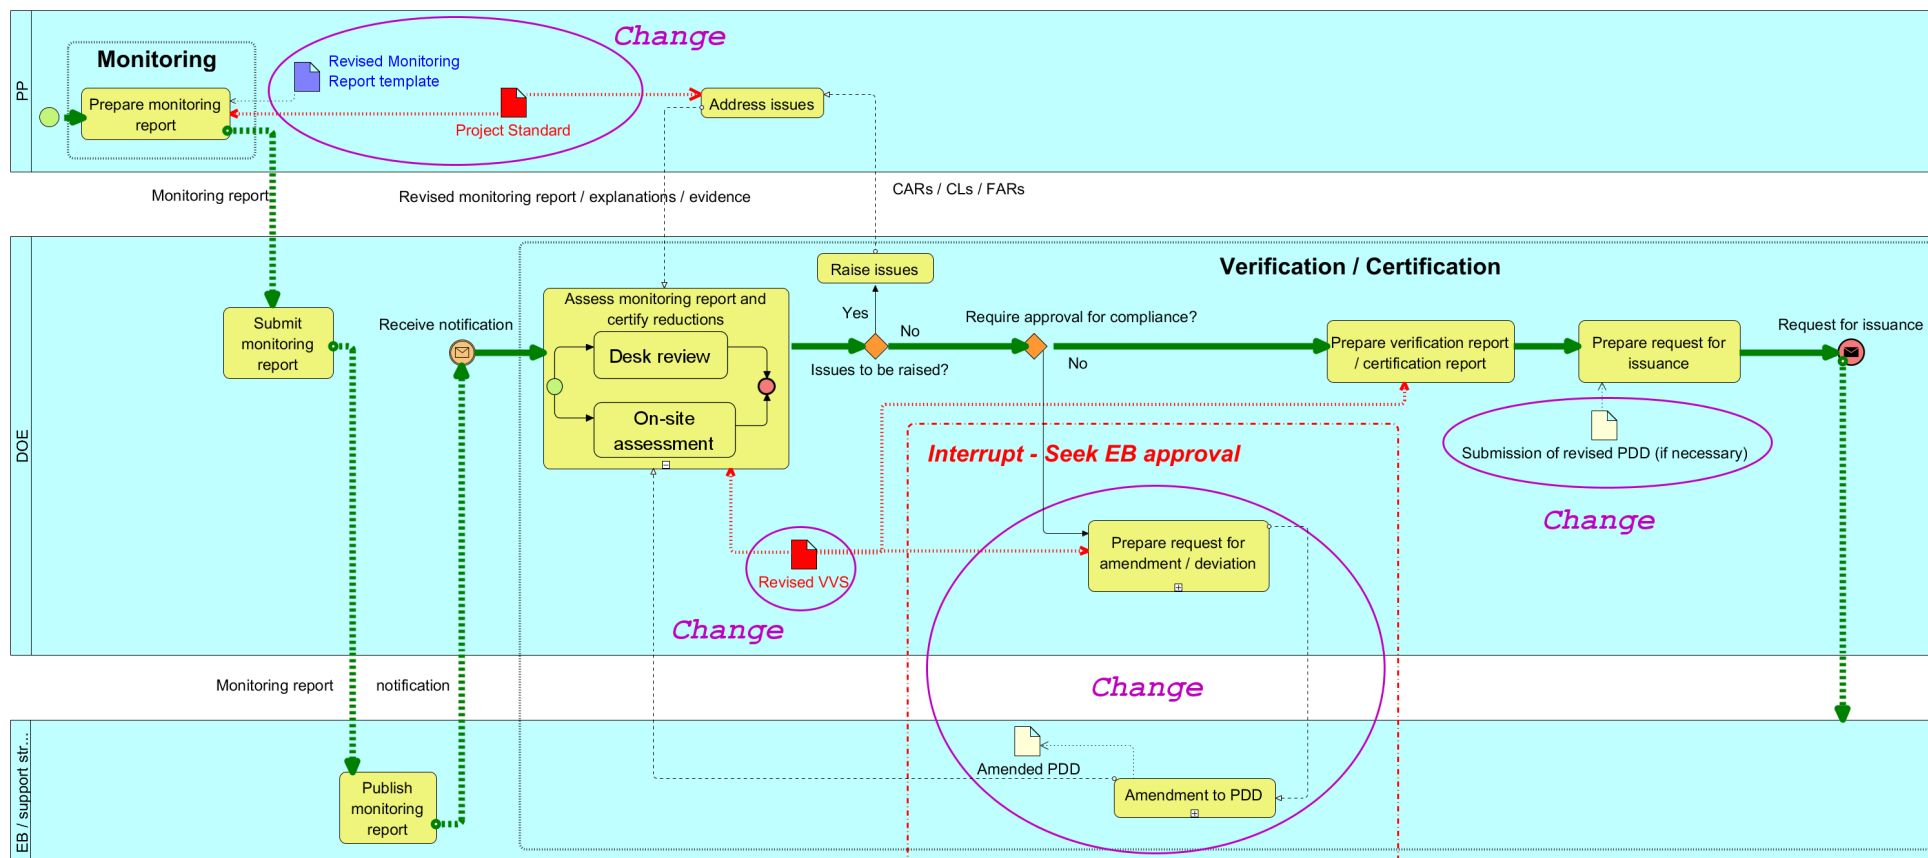 PP
Monitoring
Prepare monitoring
report
Revised Monitoring
Report template
Project Standard
Change
Address issues
Monitoring report
Revised monitoring report / explanations / evidence
CARs / CLs / FARs
DOE
Verification / Certification
Submit
monitoring
report
Receive notification
Assess monitoring report and
certify reductions
Desk review
On-site
assessment
Raise issues
Yes
No
Issues to be raised?
Require approval for compliance?
No
Prepare verification report
/ certification report
Prepare request for
issuance
Request for issuance
Submission of revised PDD (if necessary)
Change
Interrupt - Seek EB approval
Revised VVS
Change
Prepare request for
amendment / deviation
Change
Monitoring report
notification
EB / support str...
Publish
monitoring
report
Amended PDD
Amendment to PDD